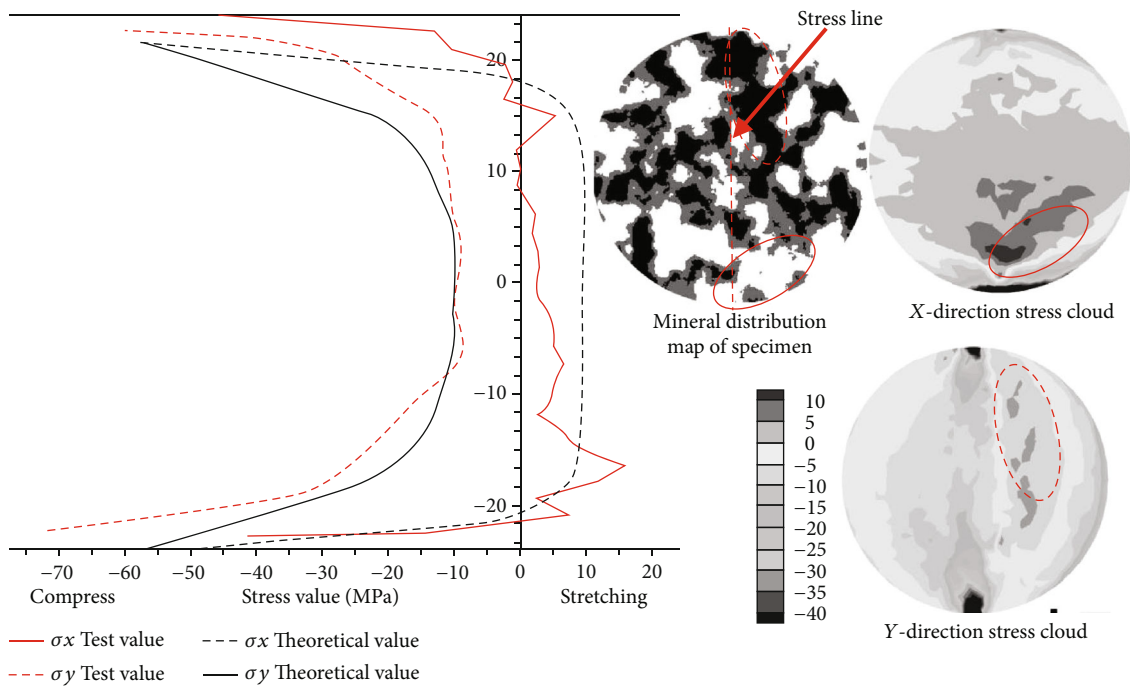 20
10
0
−10
−20
−70 −60 −50 −40 −30 −20 −10 0 10 20
Compress Stress value (MPa) Stretching
σx Test value σx Theoretical value
σy Test value σy Theoretical value
Stress line
Mineral distribution
map of specimen
X-direction stress cloud
10
5
0
−5
−10
−15
−20
−25
−30
−35
−40
Y-direction stress cloud